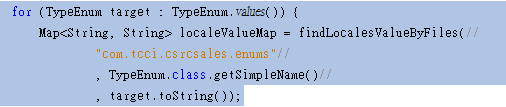 for (TypeEnum target : TypeEnum.values()) {
Map<String, String> localeValueMap = findLocalesValueByFiles(//
"com.tcci.csrcsales.enums"//
, TypeEnum.class.getSimpleName()//
, target.toString());